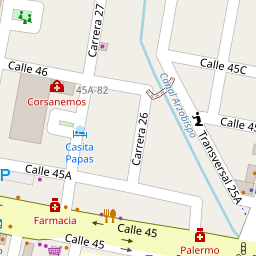 Carrera 27
Calle 46
Calle 45C
Canal Arzobispo
45A-82
Corsanemos
Carrera 26
Calle 45
Transversal 25A
Casita
Papas
Calle 45A
P
Farmacia
Calle 45
Calle 45
Palermo